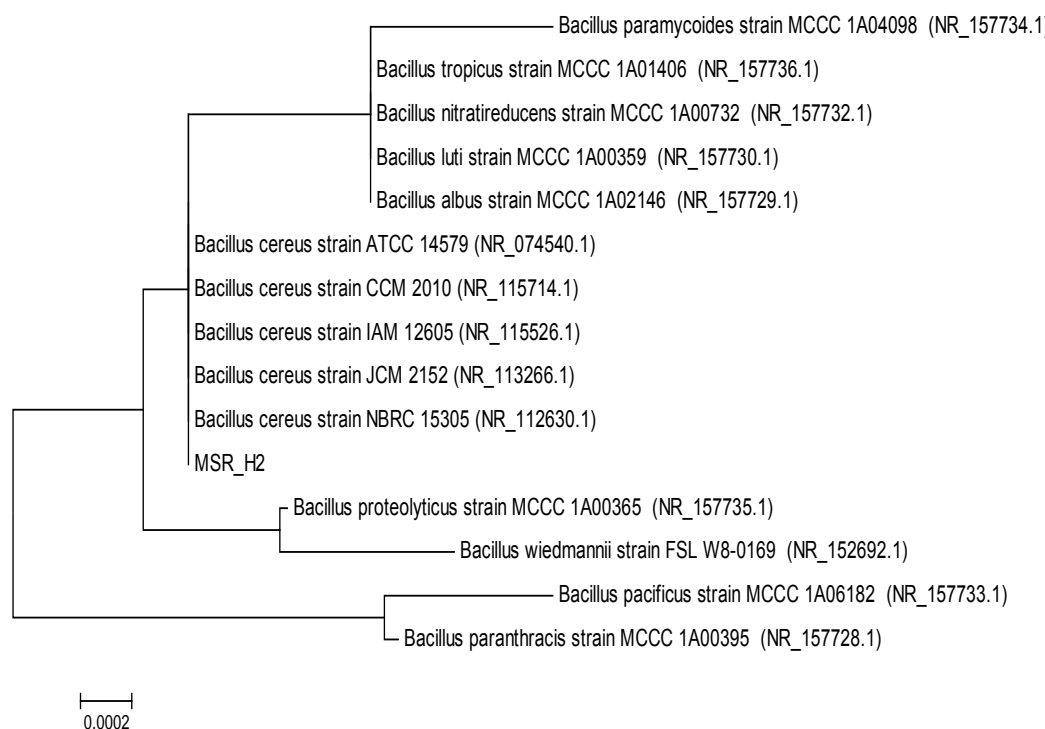 Bacillus paramycoides strain MCCC 1A04098 (NR_157734.1)
Bacillus tropicus strain MCCC 1A01406 (NR_157736.1)
Bacillus nitratireducens strain MCCC 1A00732 (NR_157732.1)
Bacillus luti strain MCCC 1A00359 (NR_157730.1)
Bacillus albus strain MCCC 1A02146 (NR_157729.1)
Bacillus cereus strain ATCC 14579 (NR_074540.1)
Bacillus cereus strain CCM 2010 (NR_115714.1)
Bacillus cereus strain IAM 12605 (NR_115526.1)
Bacillus cereus strain JCM 2152 (NR_113266.1)
Bacillus cereus strain NBRC 15305 (NR_112630.1)
MSR_H2
Bacillus proteolyticus strain MCCC 1A00365 (NR_157735.1)
Bacillus wiedmannii strain FSL W8-0169 (NR_152692.1)
Bacillus pacificus strain MCCC 1A06182 (NR_157733.1)
Bacillus paranthracis strain MCCC 1A00395 (NR_157728.1)
0.0002